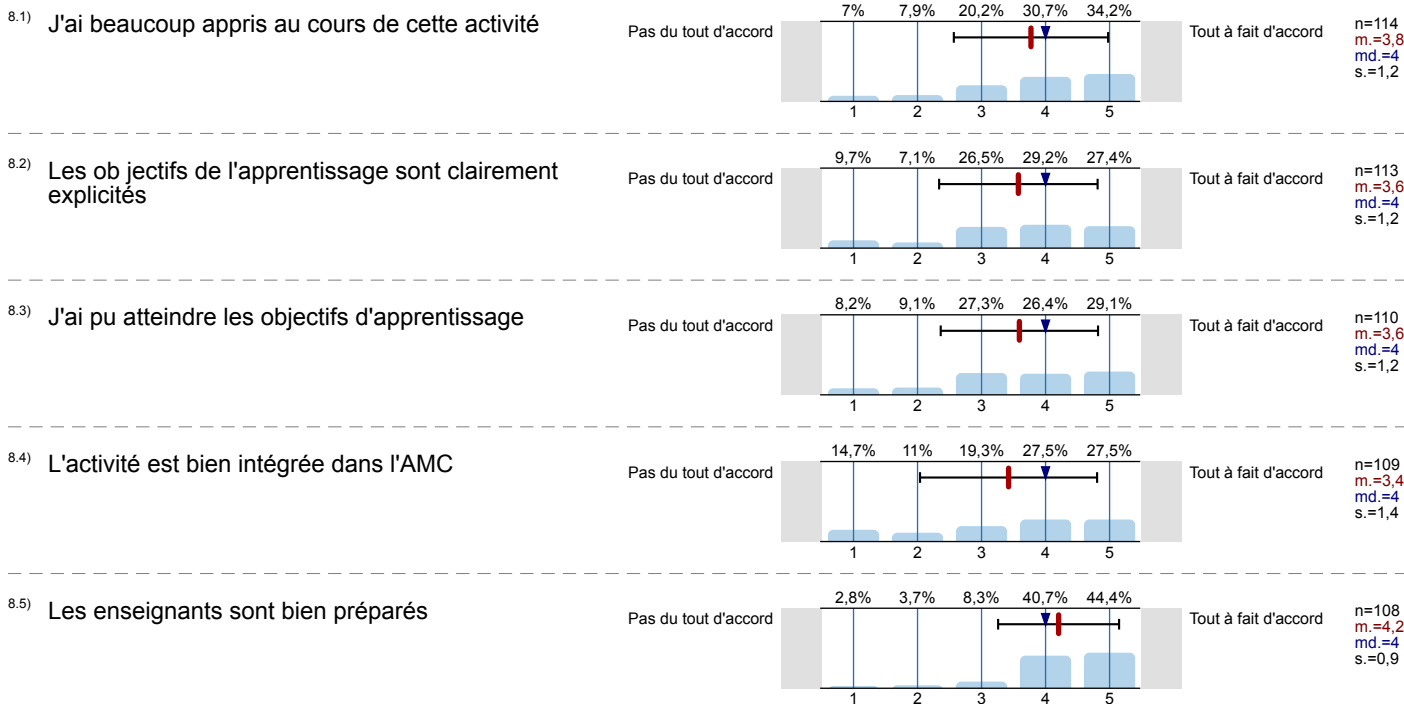 7% 7,9% 20,2% 30,7% 34,2%
8.1) J'ai beaucoup appris au cours de cette activité Pas du tout d'accord Tout à fait d'accord n=114
m.=3,8
md.=4
s.=1,2
1 2 3 4 5
9,7% 7,1% 26,5% 29,2% 27,4%
8.2) Les ob jectifs de l'apprentissage sont clairement Pas du tout d'accord Tout à fait d'accord n=113
explicités m.=3,6
md.=4
s.=1,2
1 2 3 4 5
8,2% 9,1% 27,3% 26,4% 29,1%
8.3) J'ai pu atteindre les objectifs d'apprentissage Pas du tout d'accord Tout à fait d'accord n=110
m.=3,6
md.=4
s.=1,2
1 2 3 4 5
14,7% 11% 19,3% 27,5% 27,5%
8.4) L'activité est bien intégrée dans l'AMC Pas du tout d'accord Tout à fait d'accord n=109
m.=3,4
md.=4
s.=1,4
1 2 3 4 5
2,8% 3,7% 8,3% 40,7% 44,4%
8.5) Les enseignants sont bien préparés Pas du tout d'accord Tout à fait d'accord n=108
m.=4,2
md.=4
s.=0,9
1 2 3 4 5